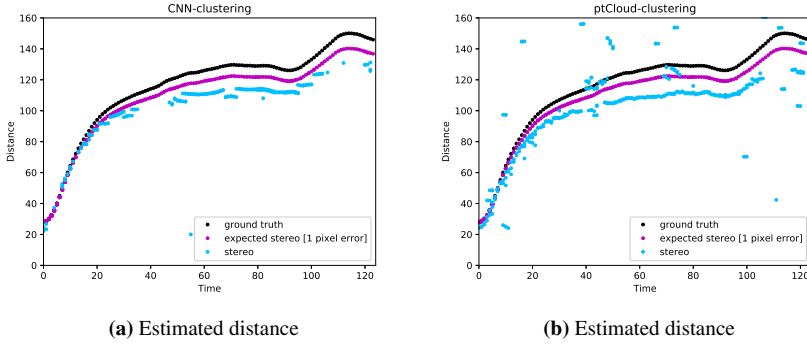 CNN-clustering
160
140
120
100
80
60
40
20
0
Distance
0 20 40 60 80 100 120
Time
ground truth
expected stereo [1 pixel error]
stereo
(a) Estimated distance
ptCloud-clustering
160
140
120
100
80
60
40
20
0
Distance
0 20 40 60 80 100 120
Time
ground truth
expected stereo [1 pixel error]
stereo
(b) Estimated distance